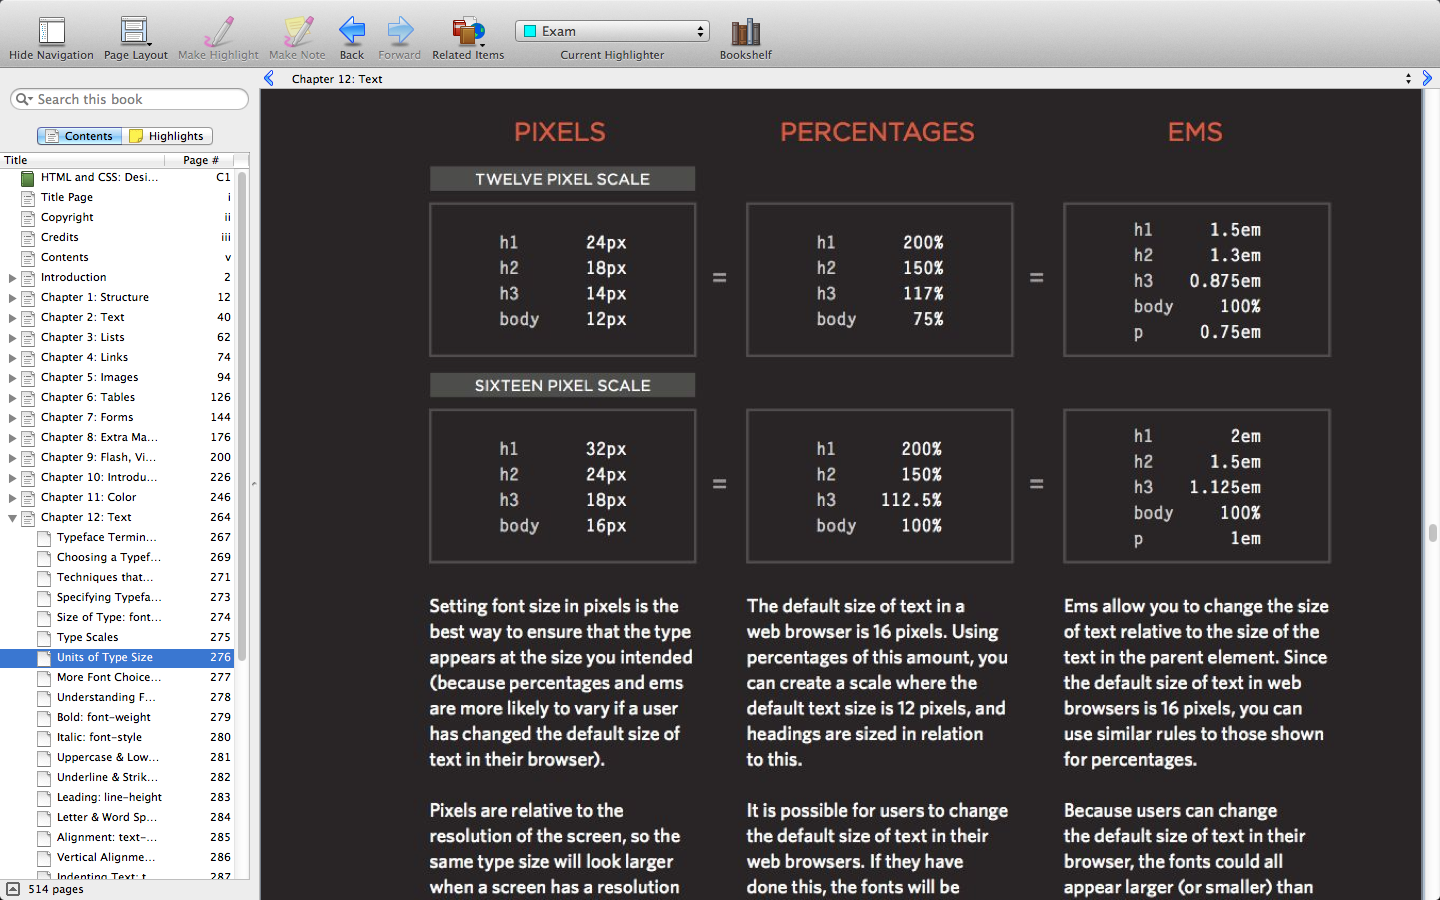 Hide Navigation Page Layout Make Highlight Make Note Back Forward Related Items Exam Current Highlighter Bookshelf
Chapter 12: Text
Search this book
Contents Highlights
Title Page #
HTML and CSS: Desi... C1
Title Page i
Copyright ii
Credits iii
Contents v
Introduction 2
Chapter 1: Structure 12
Chapter 2: Text 40
Chapter 3: Lists 62
Chapter 4: Links 74
Chapter 5: Images 94
Chapter 6: Tables 126
Chapter 7: Forms 144
Chapter 8: Extra Ma... 176
Chapter 9: Flash, Vi... 200
Chapter 10: Introdu... 226
Chapter 11: Color 246
Chapter 12: Text 264
Typeface Termin... 267
Choosing a Typef... 269
Techniques that... 271
Specifying Typefa... 273
Size of Type: font... 274
Type Scales 275
Units of Type Size 276
More Font Choice... 277
Understanding F... 278
Bold: font-weight 279
Italic: font-style 280
Uppercase & Low... 281
Underline & Strik... 282
Leading: line-height 283
Letter & Word Sp... 284
Alignment: text-... 285
Vertical Alignme... 286
Indenting Text: t... 287
514 pages
PIXELS PERCENTAGES EMS
TWELVE PIXEL SCALE
h1 24px
h2 18px
h3 14px
body 12px
=
h1 200%
h2 150%
h3 117%
body 75%
=
h1 1.5em
h2 1.3em
h3 0.875em
body 100%
p 0.75em
SIXTEEN PIXEL SCALE
h1 32px
h2 24px
h3 18px
body 16px
=
h1 200%
h2 150%
h3 112.5%
body 100%
=
h1 2em
h2 1.5em
h3 1.125em
body 100%
p 1em
Setting font size in pixels is the
best way to ensure that the type
appears at the size you intended
(because percentages and ems
are more likely to vary if a user
has changed the default size of
text in their browser).
Pixels are relative to the
resolution of the screen, so the
same type size will look larger
when a screen has a resolution
The default size of text in a
web browser is 16 pixels. Using
percentages of this amount, you
can create a scale where the
default text size is 12 pixels, and
headings are sized in relation
to this.
It is possible for users to change
the default size of text in their
web browsers. If they have
done this, the fonts will be
Ems allow you to change the size
of text relative to the size of the
text in the parent element. Since
the default size of text in web
browsers is 16 pixels, you can
use similar rules to those shown
for percentages.
Because users can change
the default size of text in their
browser, the fonts could all
appear larger (or smaller) than